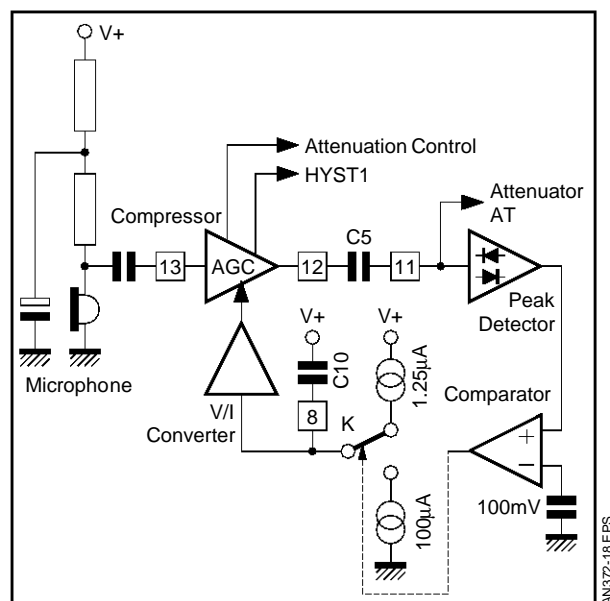 V+
Attenuation Control
HYST1
Compressor
Attenuator
AT
C5
13
AGC
12
11
Peak
Detector
Microphone
V+
V+
C10
1.25µA
8
K
V/I
Converter
Comparator
+
−
100mV
100µA
AN372-18.EPS